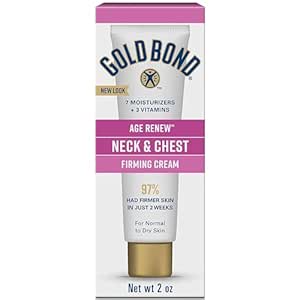 GOLD BOND®
NEW LOOK
7 MOISTURIZERS
+ 3 VITAMINS
AGE RENEW™
NECK & CHEST
FIRMING CREAM
97%
HAD FIRMER SKIN
IN JUST 2 WEEKS
For Normal
to Dry Skin
Net wt 2 oz